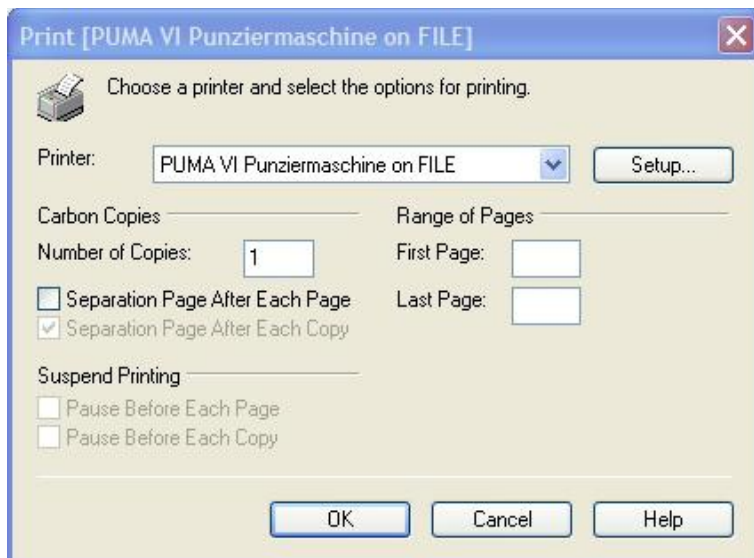 Print [PUMA VI Punziermaschine on FILE]
Choose a printer and select the options for printing.
Printer: PUMA VI Punziermaschine on FILE Setup...
Carbon Copies Range of Pages
Number of Copies: 1 First Page:
Separation Page After Each Page Last Page:
Separation Page After Each Copy
Suspend Printing
Pause Before Each Page
Pause Before Each Copy
OK Cancel Help